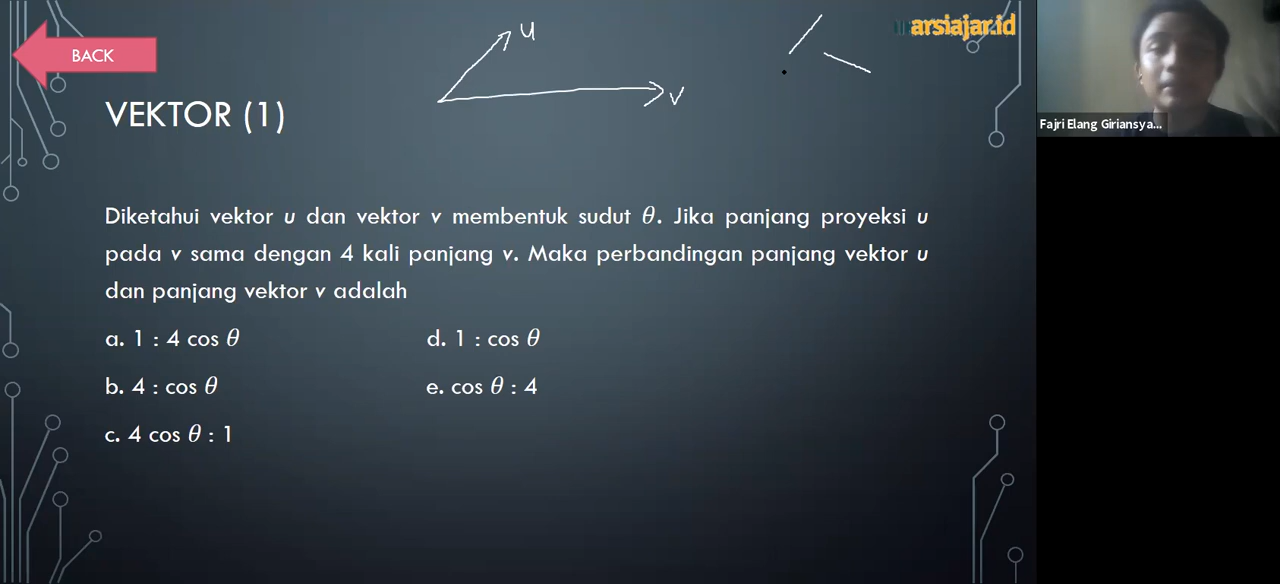 BACK
u
v
arsiajar.id
Fajri Elang Giriansya...
VEKTOR (1)
Diketahui vektor u dan vektor v membentuk sudut θ. Jika panjang proyeksi u
pada v sama dengan 4 kali panjang v. Maka perbandingan panjang vektor u
dan panjang vektor v adalah
a. 1 : 4 cos θ
b. 4 : cos θ
c. 4 cos θ : 1
d. 1 : cos θ
e. cos θ : 4